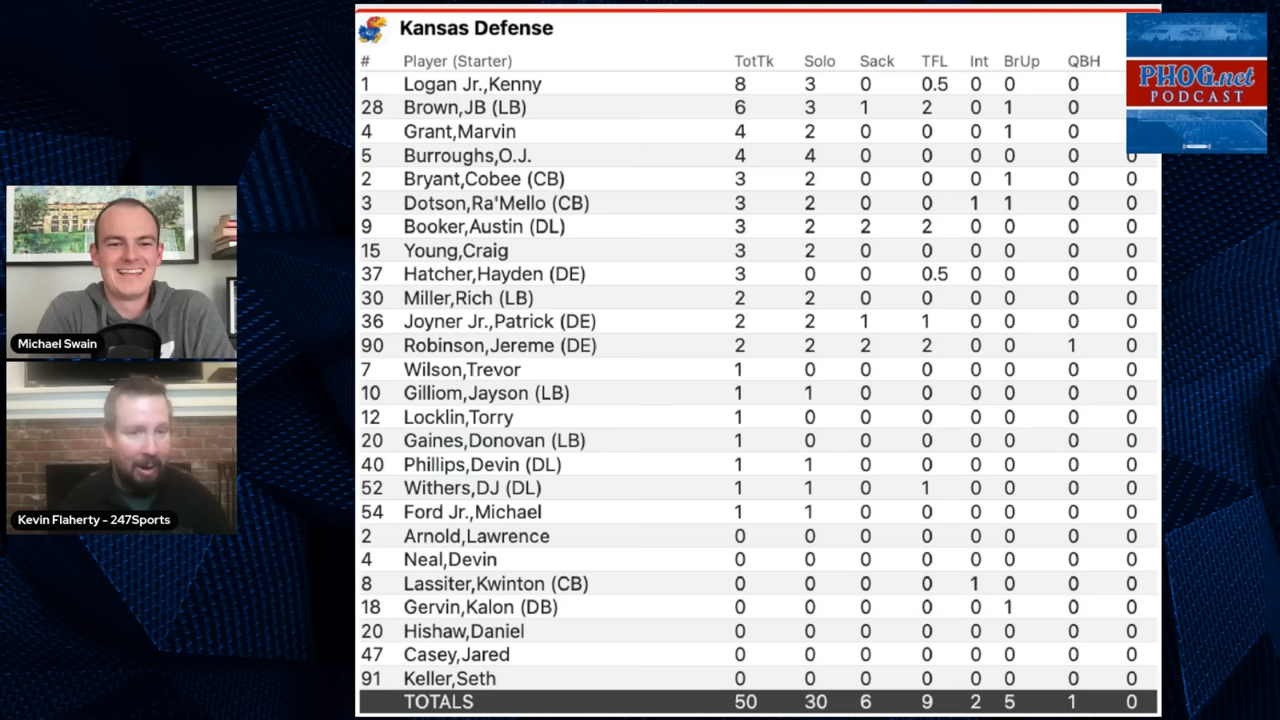 Kansas Defense
# Player (Starter) TotTk Solo Sack TFL Int BrUp QBH
1 Logan Jr.,Kenny 8 3 0 0.5 0 0 0
28 Brown,JB (LB) 6 3 1 2 0 1 0
4 Grant,Marvin 4 2 0 0 0 1 0
5 Burroughs,O.J. 4 4 0 0 0 0 0 0
2 Bryant,Cobee (CB) 3 2 0 0 0 1 0 0
3 Dotson,Ra'Mello (CB) 3 2 0 0 1 1 0 0
9 Booker,Austin (DL) 3 2 2 2 0 0 0 0
15 Young,Craig 3 2 0 0 0 0 0 0
37 Hatcher,Hayden (DE) 3 0 0 0.5 0 0 0 0
30 Miller,Rich (LB) 2 2 0 0 0 0 0 0
36 Joyner Jr.,Patrick (DE) 2 2 1 1 0 0 0 0
90 Robinson,Jereme (DE) 2 2 2 2 0 0 1 0
7 Wilson,Trevor 1 0 0 0 0 0 0 0
10 Gilliom,Jayson (LB) 1 1 0 0 0 0 0 0
12 Locklin,Torry 1 0 0 0 0 0 0 0
20 Gaines,Donovan (LB) 1 0 0 0 0 0 0 0
40 Phillips,Devin (DL) 1 1 0 0 0 0 0 0
52 Withers,DJ (DL) 1 1 0 1 0 0 0 0
54 Ford Jr.,Michael 1 1 0 0 0 0 0 0
2 Arnold,Lawrence 0 0 0 0 0 0 0 0
4 Neal,Devin 0 0 0 0 0 0 0 0
8 Lassiter,Kwinton (CB) 0 0 0 0 1 0 0 0
18 Gervin,Kalon (DB) 0 0 0 0 0 1 0 0
20 Hishaw,Daniel 0 0 0 0 0 0 0 0
47 Casey,Jared 0 0 0 0 0 0 0 0
91 Keller,Seth 0 0 0 0 0 0 0 0
TOTALS 50 30 6 9 2 5 1 0
PHOG.net
PODCAST
Michael Swain
Kevin Flaherty - 247Sports